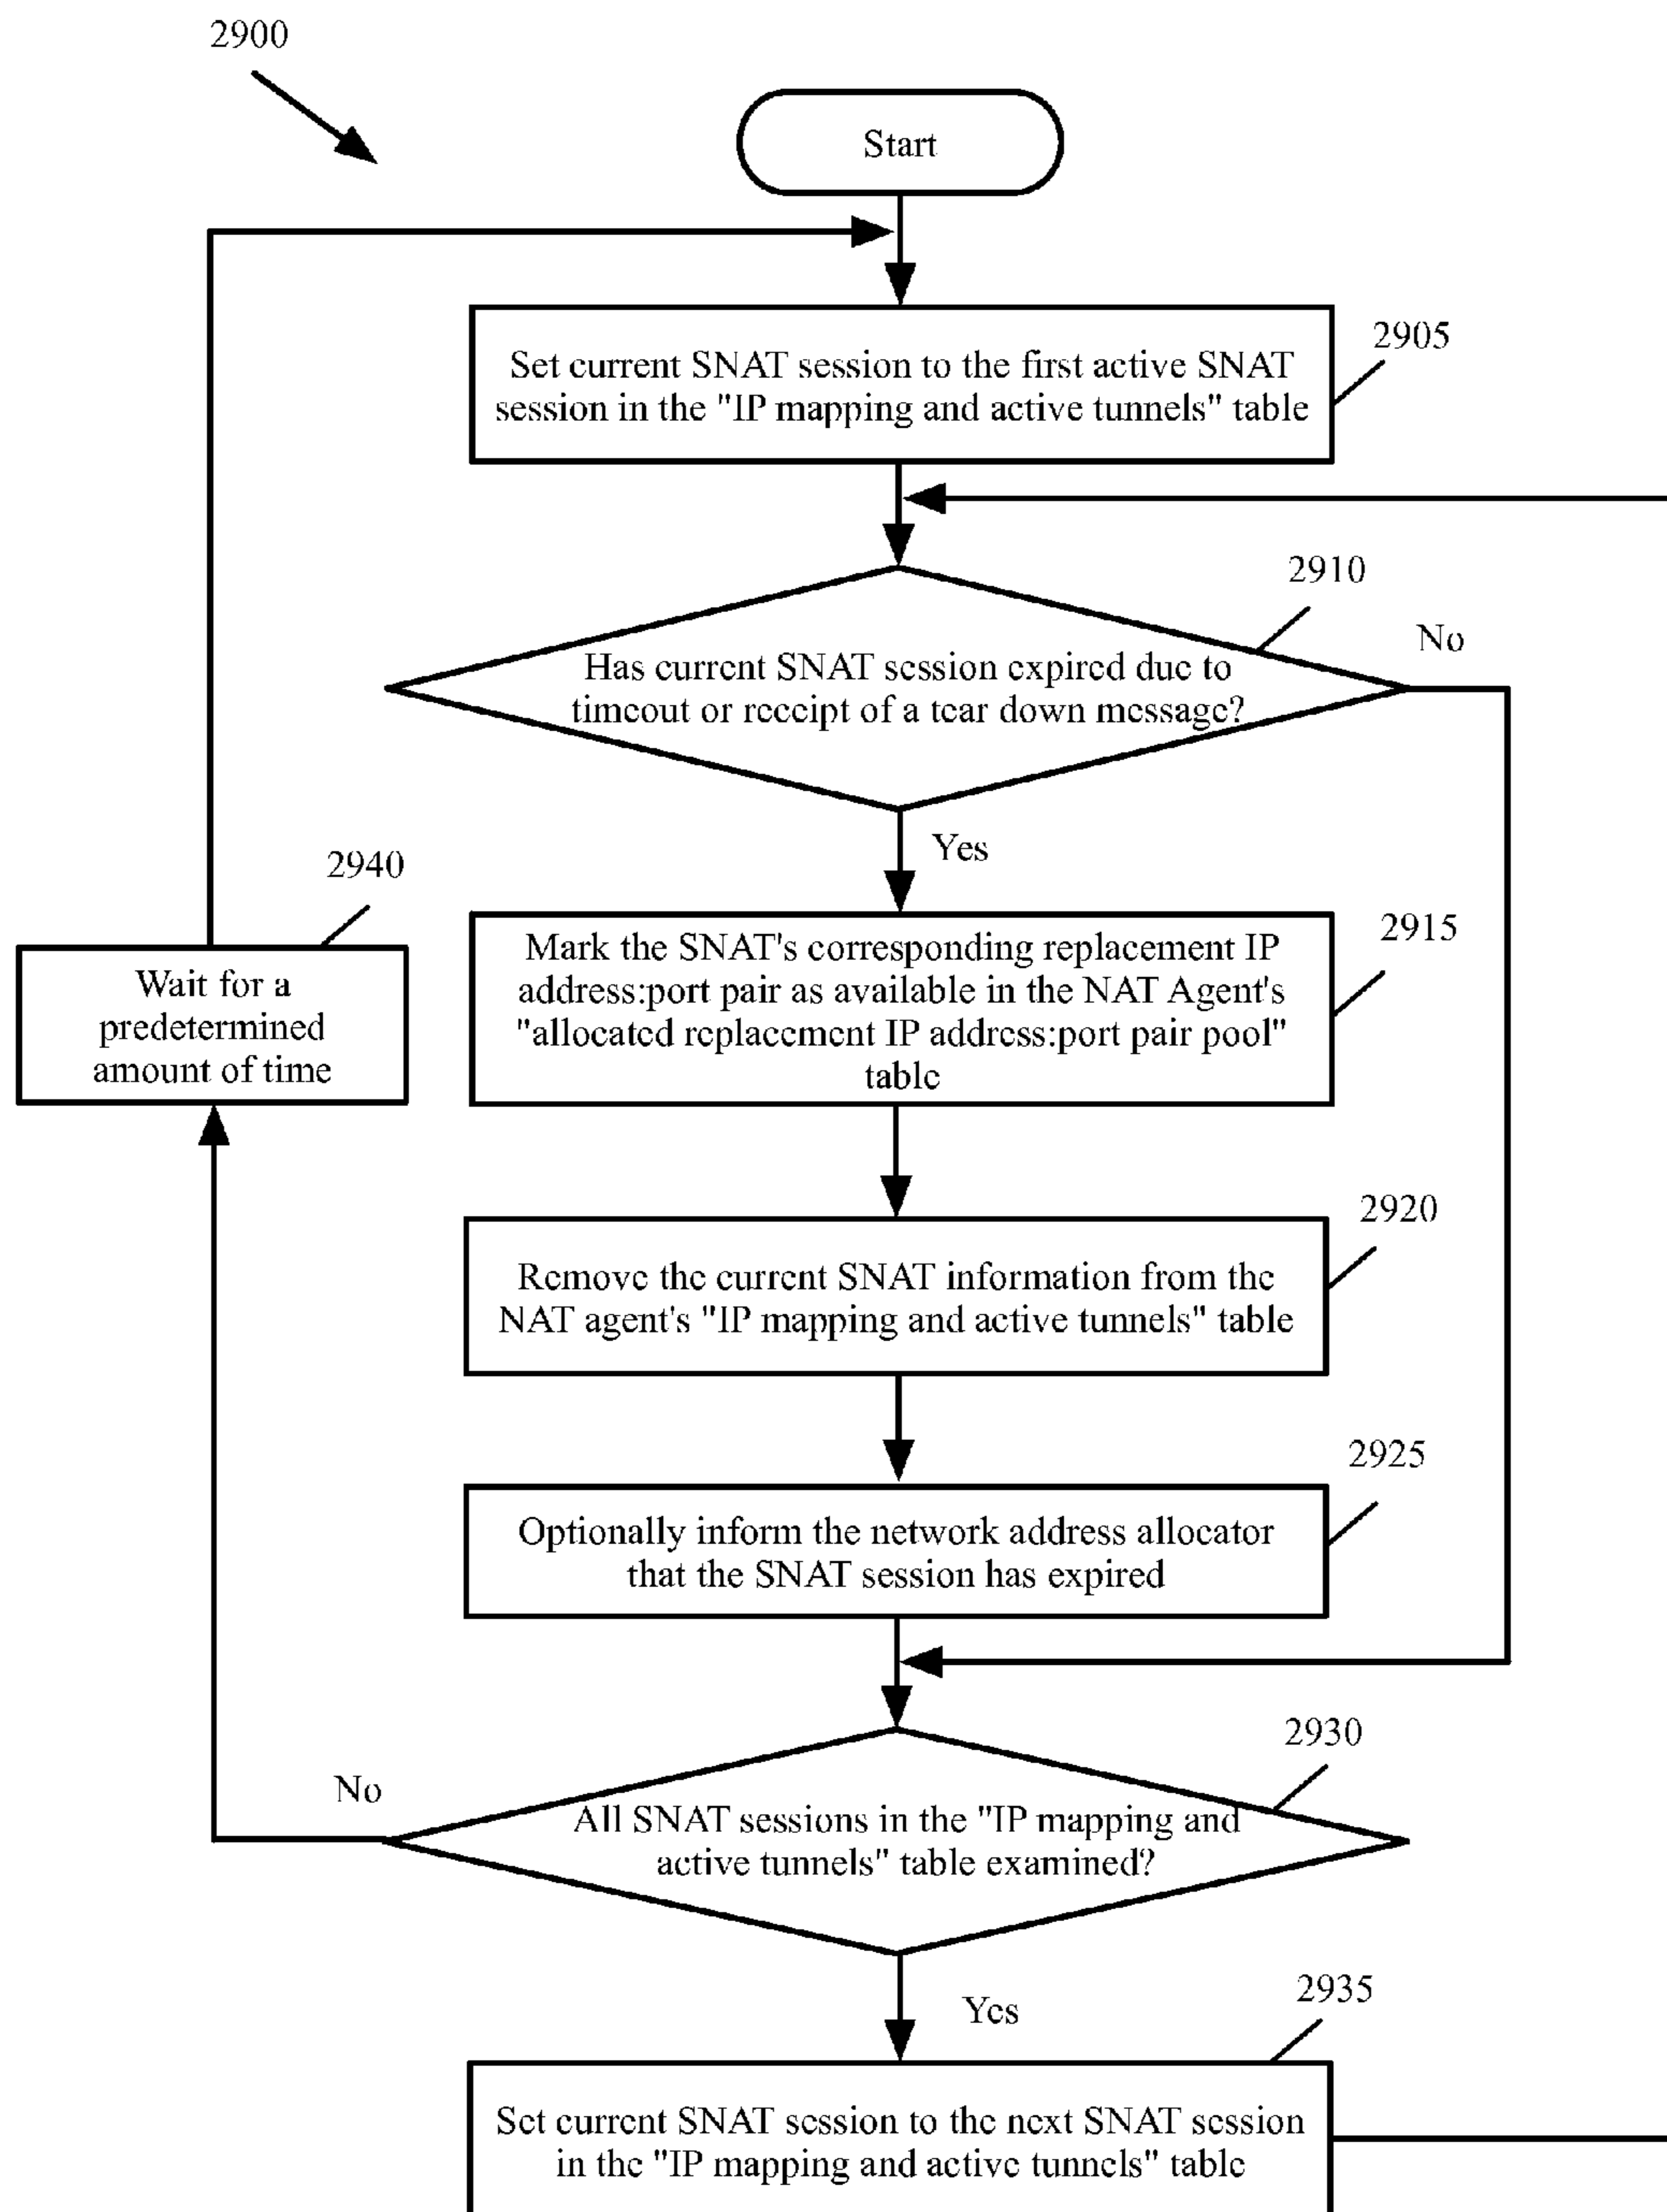 2900
Start
Set current SNAT session to the first active SNAT
session in the "IP mapping and active tunnels" table
2905
2910
Has current SNAT session expired due to
timeout or receipt of a tear down message?
No
Yes
2940
Wait for a
predetermined
amount of time
Mark the SNAT's corresponding replacement IP
address:port pair as available in the NAT Agent's
"allocated replacement IP address:port pair pool"
table
2915
2920
Remove the current SNAT information from the
NAT agent's "IP mapping and active tunnels" table
2925
Optionally inform the network address allocator
that the SNAT session has expired
2930
No
All SNAT sessions in the "IP mapping and
active tunnels" table examined?
Yes
2935
Set current SNAT session to the next SNAT session
in the "IP mapping and active tunnels" table